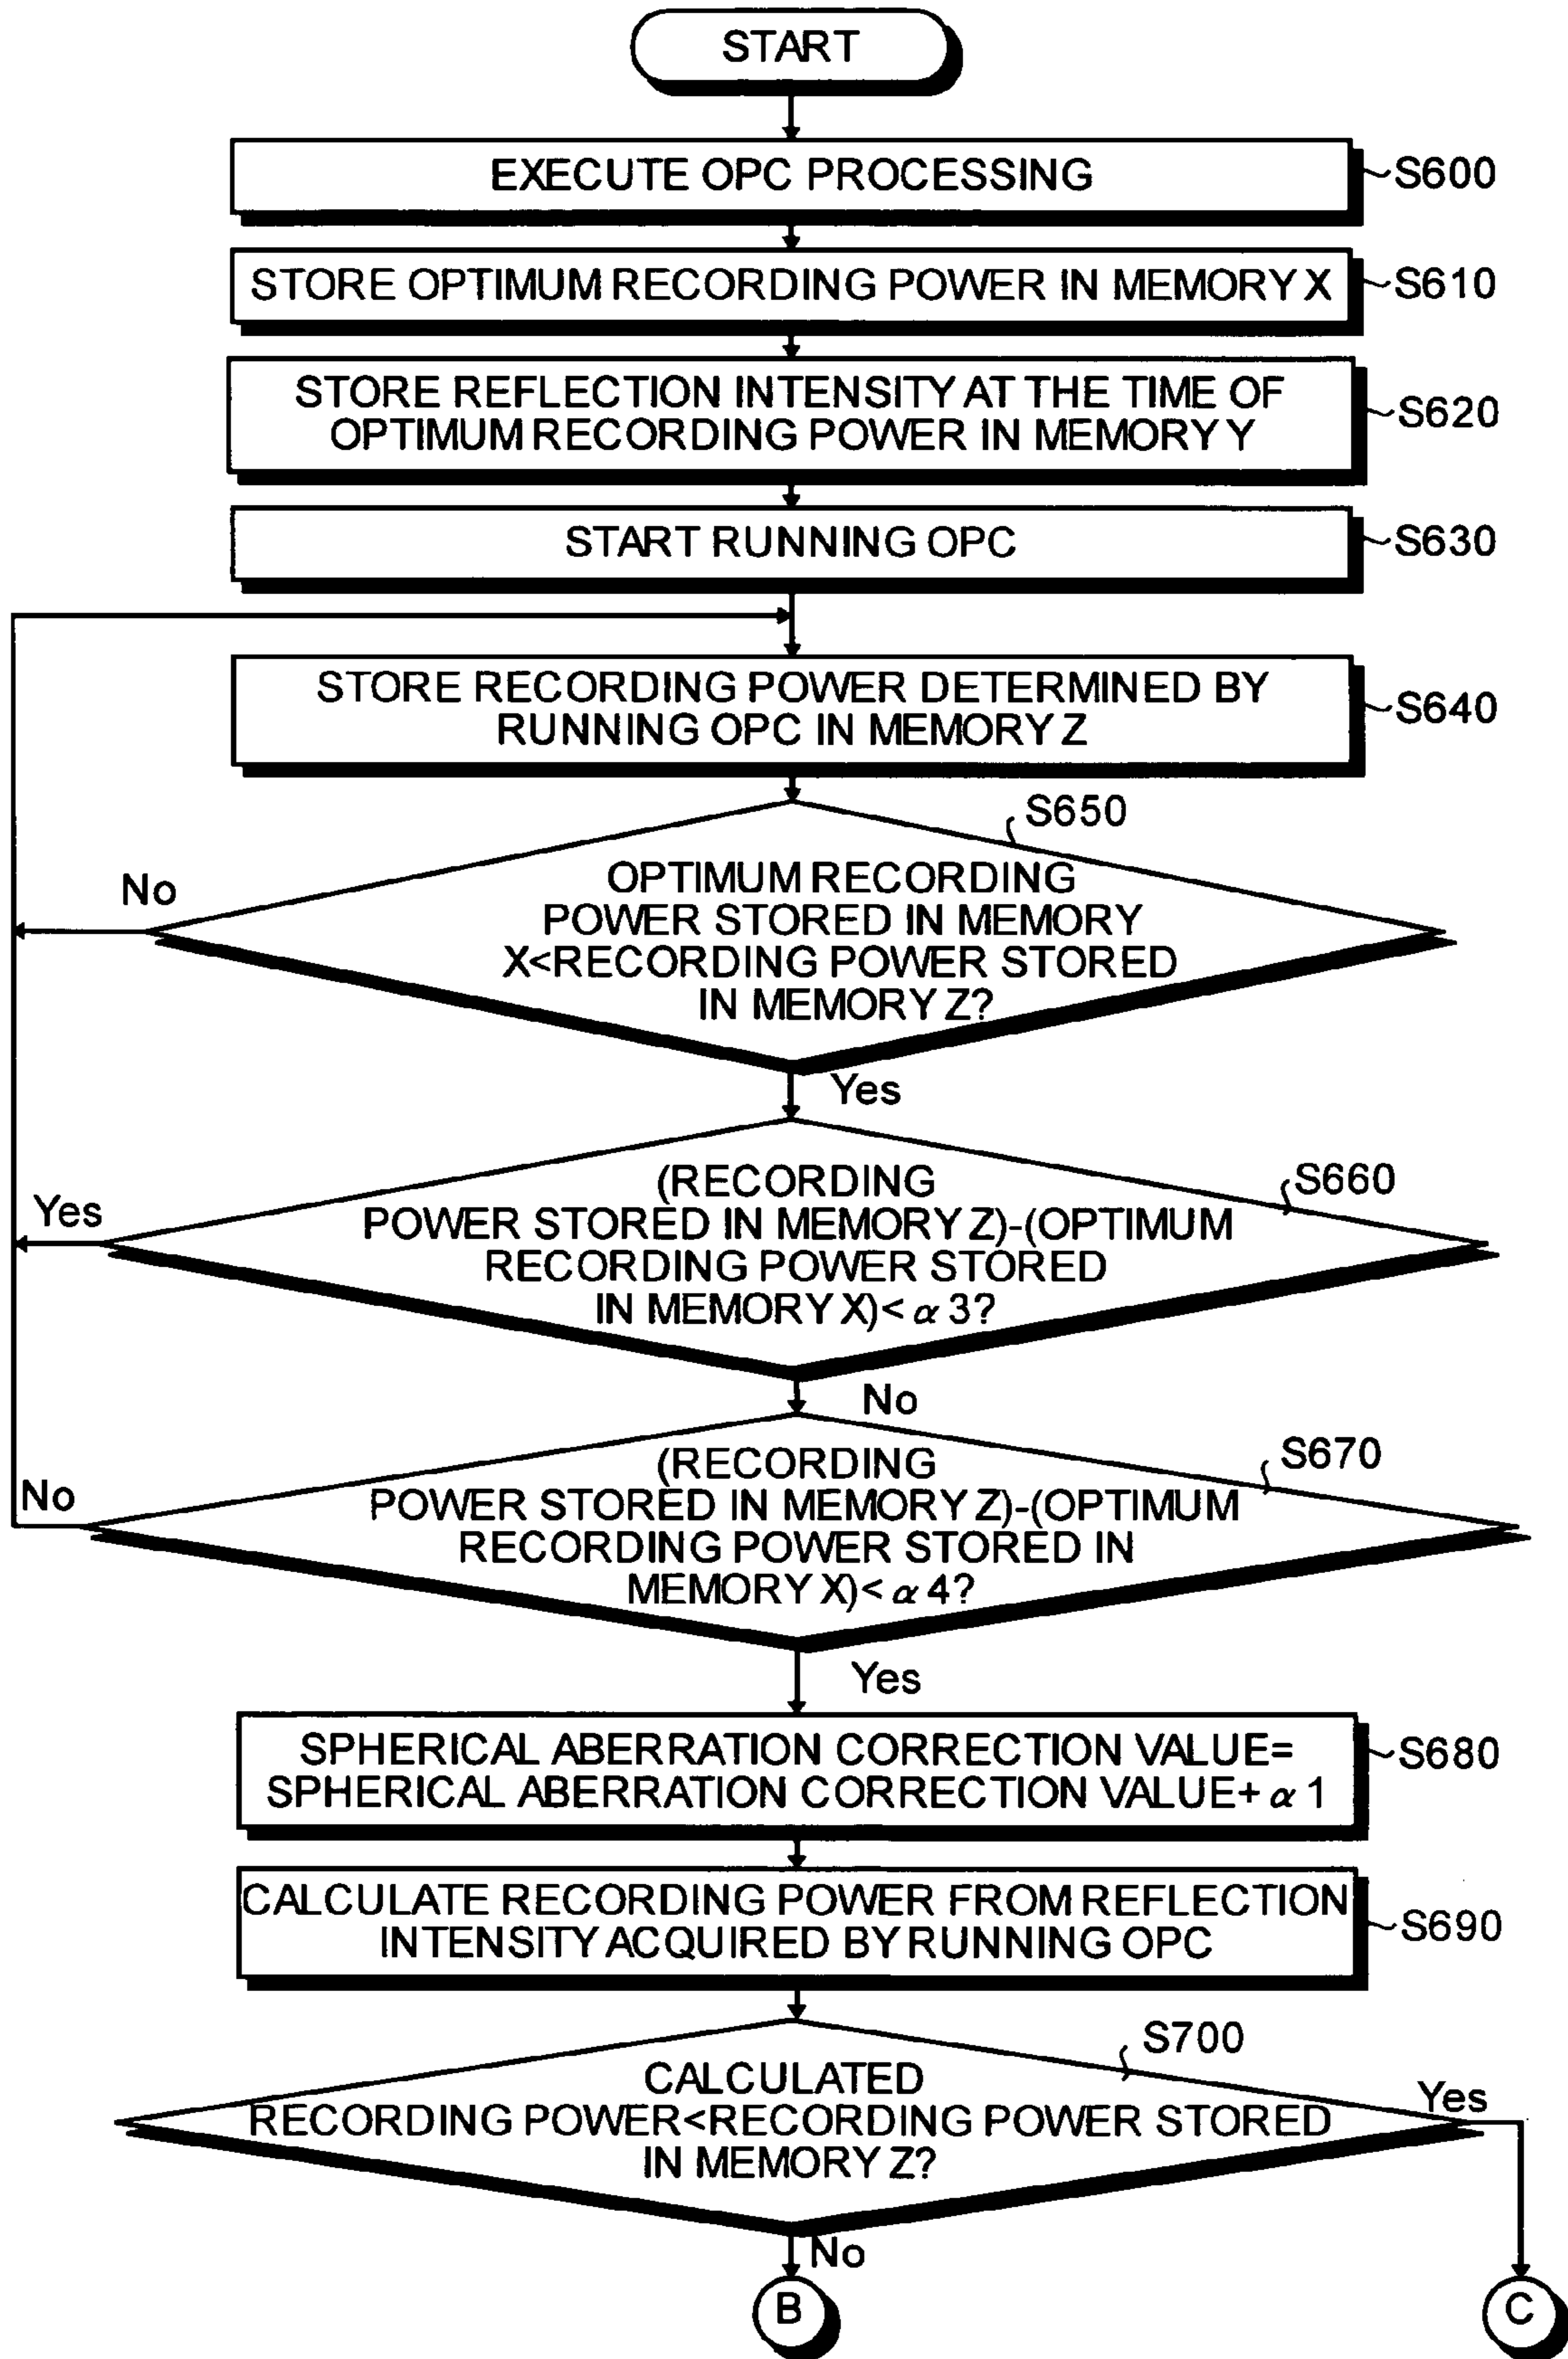 START
EXECUTE OPC PROCESSING
S600
STORE OPTIMUM RECORDING POWER IN MEMORY X
S610
STORE REFLECTION INTENSITY AT THE TIME OF
OPTIMUM RECORDING POWER IN MEMORY Y
S620
START RUNNING OPC
S630
STORE RECORDING POWER DETERMINED BY
RUNNING OPC IN MEMORY Z
S640
S650
No
OPTIMUM RECORDING
POWER STORED IN MEMORY
X<RECORDING POWER STORED
IN MEMORY Z?
Yes
S660
Yes
(RECORDING
POWER STORED IN MEMORY Z)-(OPTIMUM
RECORDING POWER STORED
IN MEMORY X)< α 3?
No
S670
No
(RECORDING
POWER STORED IN MEMORY Z)-(OPTIMUM
RECORDING POWER STORED IN
MEMORY X)< α 4?
Yes
SPHERICAL ABERRATION CORRECTION VALUE=
SPHERICAL ABERRATION CORRECTION VALUE+ α 1
S680
CALCULATE RECORDING POWER FROM REFLECTION
INTENSITY ACQUIRED BY RUNNING OPC
S690
S700
CALCULATED
RECORDING POWER<RECORDING POWER STORED
IN MEMORY Z?
Yes
No
B
C